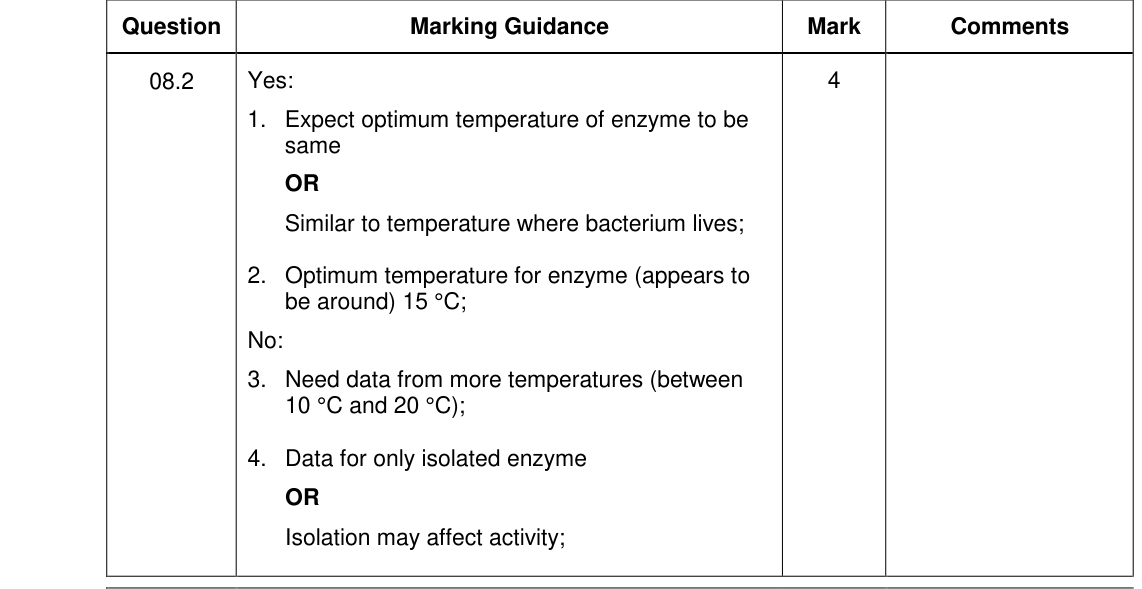 Question Marking Guidance Mark Comments
08.2 Yes: 4
1. Expect optimum temperature of enzyme to be
same
OR
Similar to temperature where bacterium lives;
2. Optimum temperature for enzyme (appears to
be around) 15 °C;
No:
3. Need data from more temperatures (between
10 °C and 20 °C);
4. Data for only isolated enzyme
OR
Isolation may affect activity;